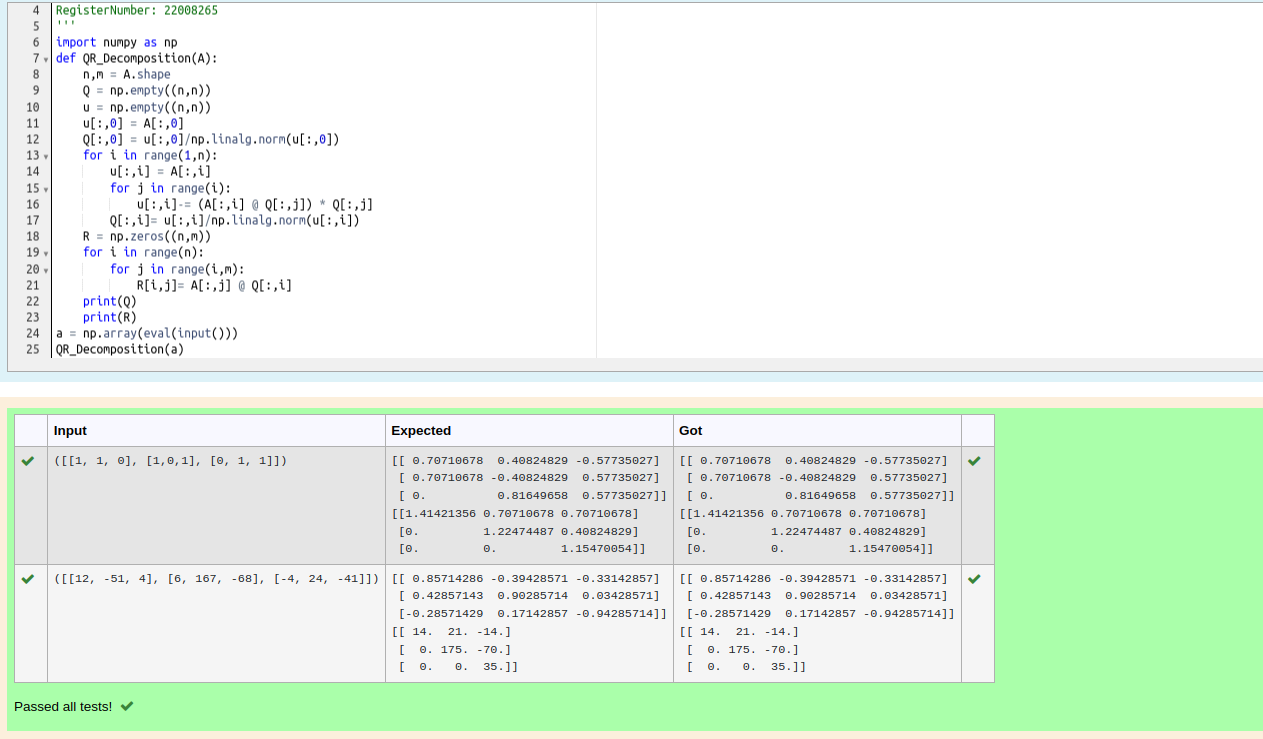 4 RegisterNumber: 22008265
5 '''
6 import numpy as np
7 def QR_Decomposition(A):
8     n,m = A.shape
9     Q = np.empty((n,n))
10     u = np.empty((n,n))
11     u[:,0] = A[:,0]
12     Q[:,0] = u[:,0]/np.linalg.norm(u[:,0])
13     for i in range(1,n):
14         u[:,i] = A[:,i]
15         for j in range(i):
16             u[:,i]-= (A[:,i] @ Q[:,j]) * Q[:,j]
17         Q[:,i]= u[:,i]/np.linalg.norm(u[:,i])
18     R = np.zeros((n,m))
19     for i in range(n):
20         for j in range(i,m):
21             R[i,j]= A[:,j] @ Q[:,i]
22     print(Q)
23     print(R)
24 a = np.array(eval(input()))
25 QR_Decomposition(a)
Input Expected Got
([[1, 1, 0], [1,0,1], [0, 1, 1]]) [[ 0.70710678  0.40824829 -0.57735027] [[ 0.70710678  0.40824829 -0.57735027]
[ 0.70710678 -0.40824829  0.57735027] [ 0.70710678 -0.40824829  0.57735027]
[ 0.          0.81649658  0.57735027]] [ 0.          0.81649658  0.57735027]]
[[1.41421356 0.70710678 0.70710678] [[1.41421356 0.70710678 0.70710678]
[0.         1.22474487 0.40824829] [0.         1.22474487 0.40824829]
[0.         0.         1.15470054]] [0.         0.         1.15470054]]
([[12, -51, 4], [6, 167, -68], [-4, 24, -41]]) [[ 0.85714286 -0.39428571 -0.33142857] [[ 0.85714286 -0.39428571 -0.33142857]
[ 0.42857143  0.90285714  0.03428571] [ 0.42857143  0.90285714  0.03428571]
[-0.28571429  0.17142857 -0.94285714]] [-0.28571429  0.17142857 -0.94285714]]
[[ 14.  21. -14.] [[ 14.  21. -14.]
[  0. 175. -70.] [  0. 175. -70.]
[  0.   0.  35.]] [  0.   0.  35.]]
Passed all tests!